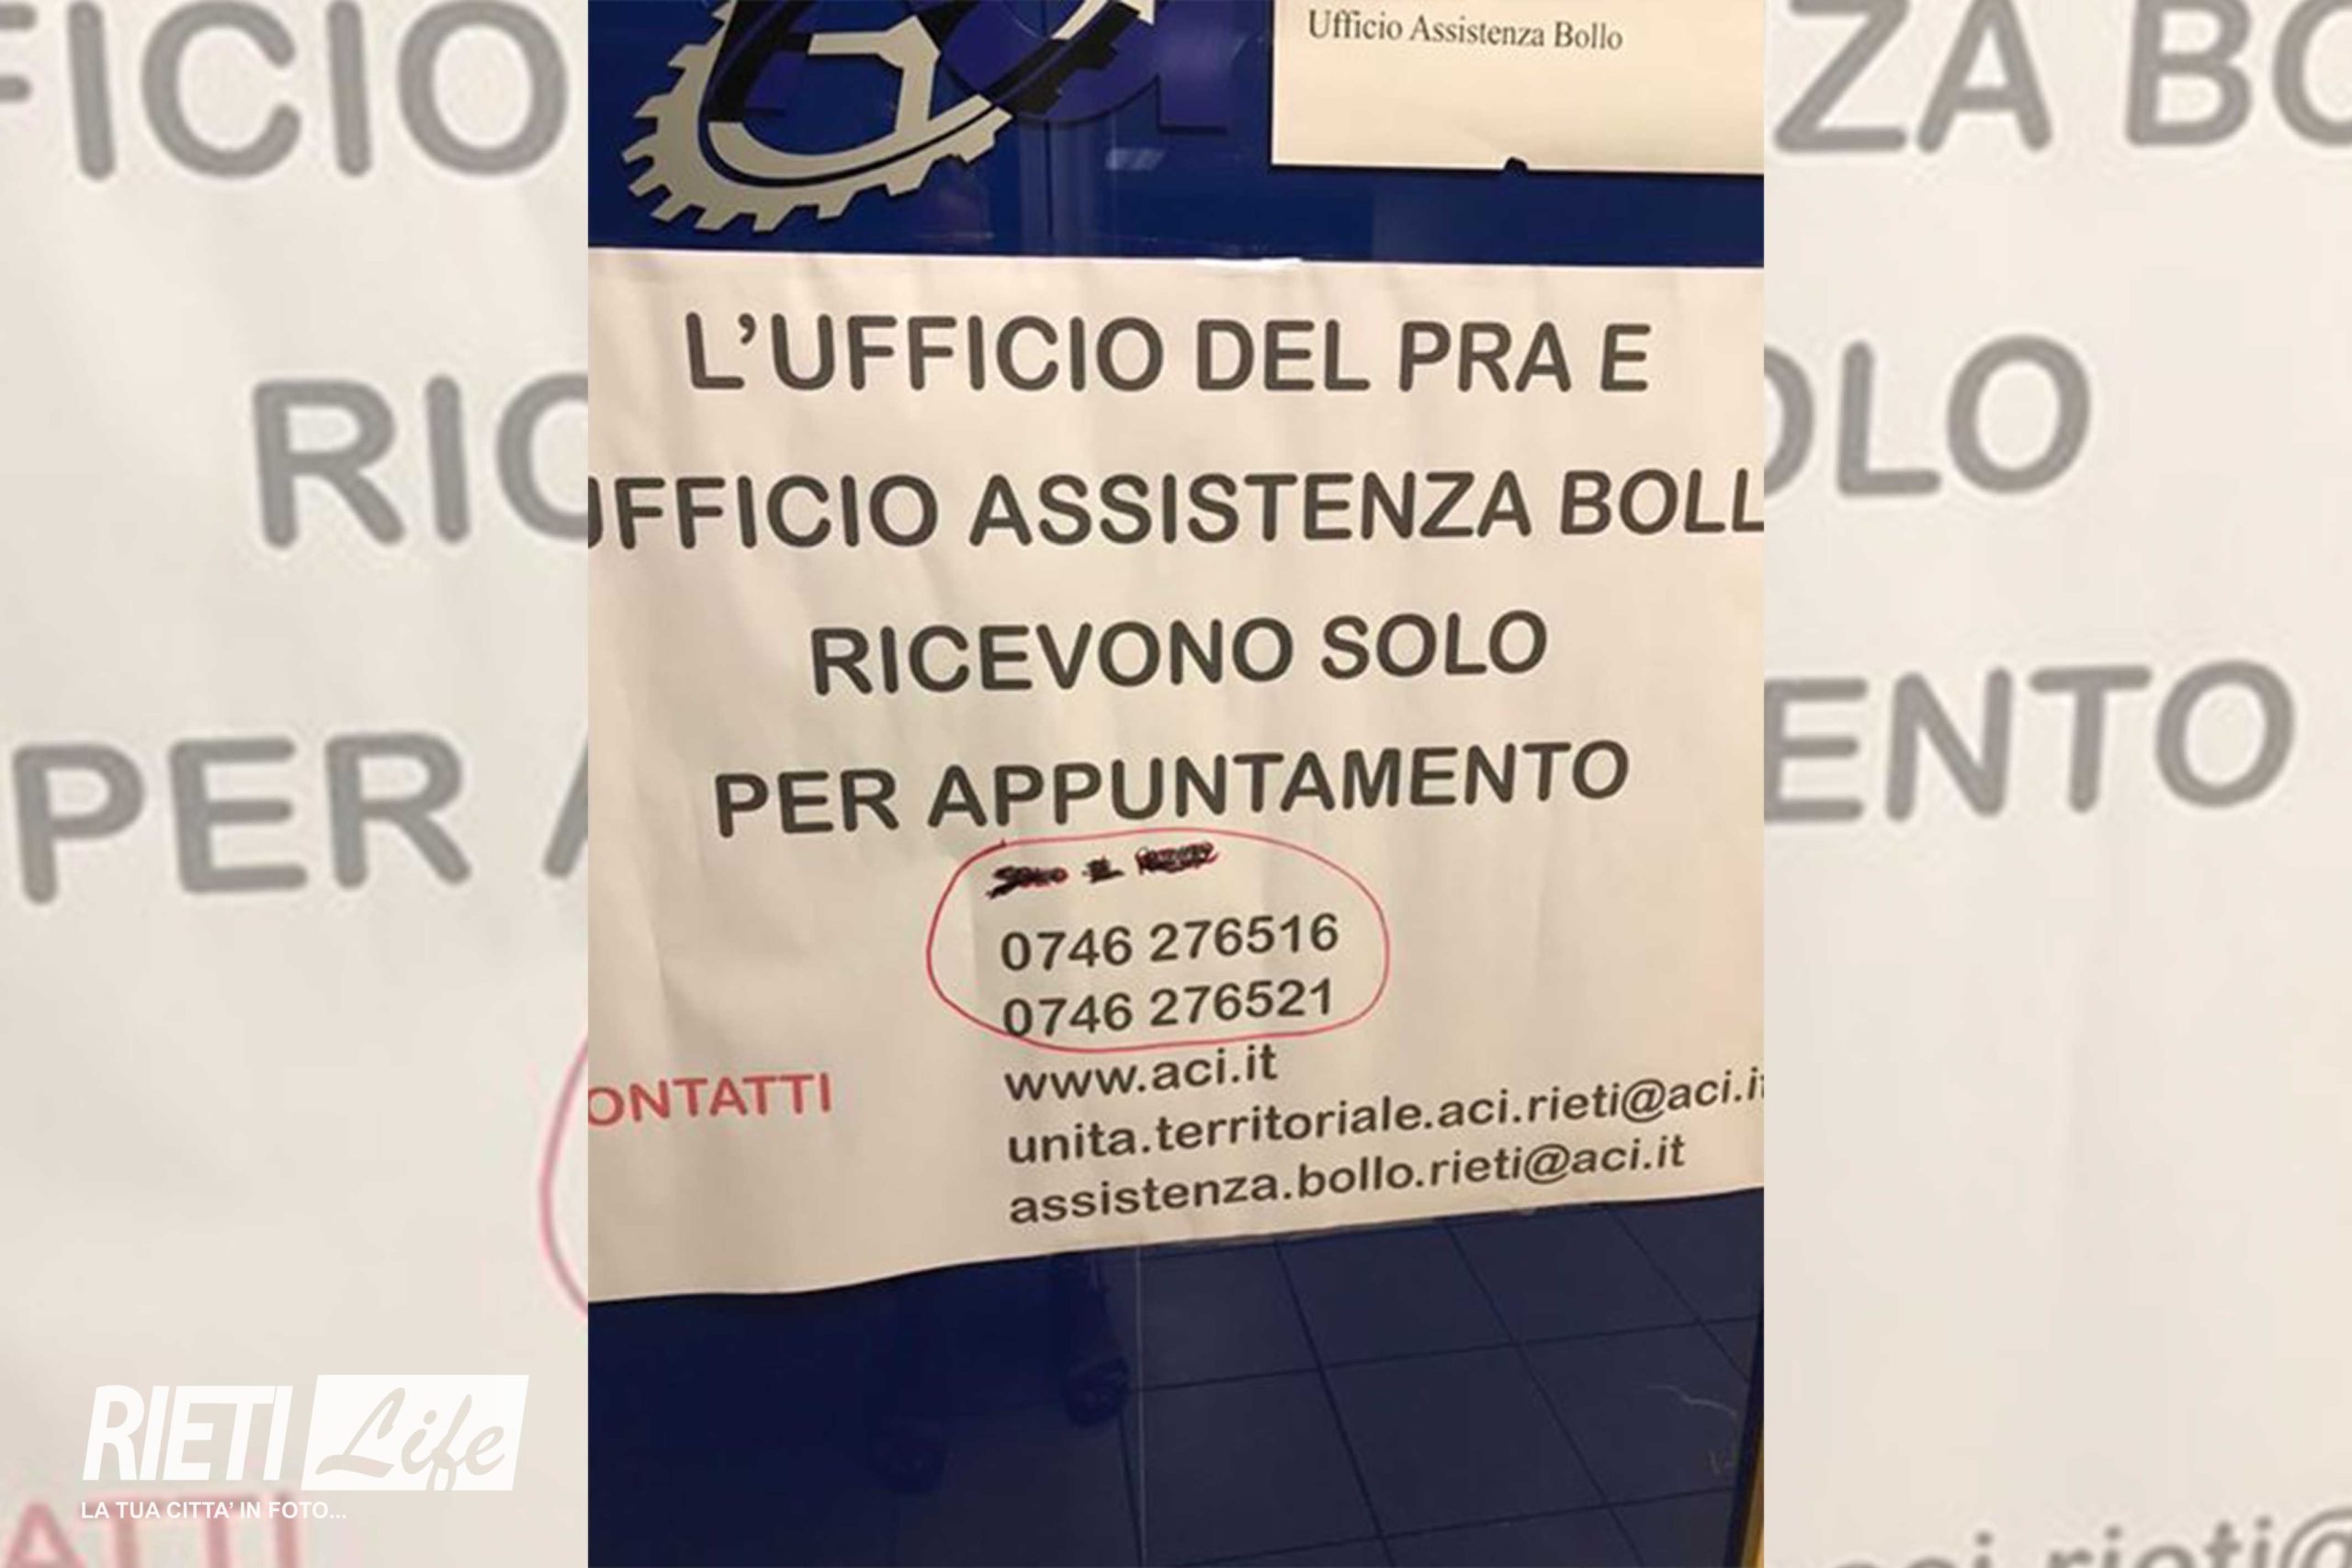 Ufficio Assistenza Bollo
L'UFFICIO DEL PRA E
UFFICIO ASSISTENZA BOLL
RICEVONO SOLO
PER APPUNTAMENTO
0746 276516
0746 276521
www.aci.it
ONTATTI
unita.territoriale.aci.rieti@aci.it
assistenza.bollo.rieti@aci.it
RIETI Life
LA TUA CITTA' IN FOTO...